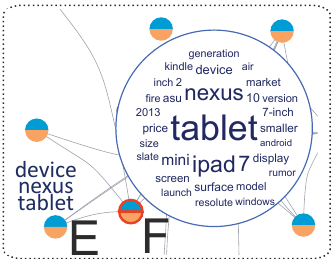 generation
kindle device air
inch 2 market
fire asu nexus 10 version
2013 7-inch
price tablet smaller
size android
slate mini ipad 7 display
rumor
screen
launch surface model
resolute windows
device
nexus
tablet
E F